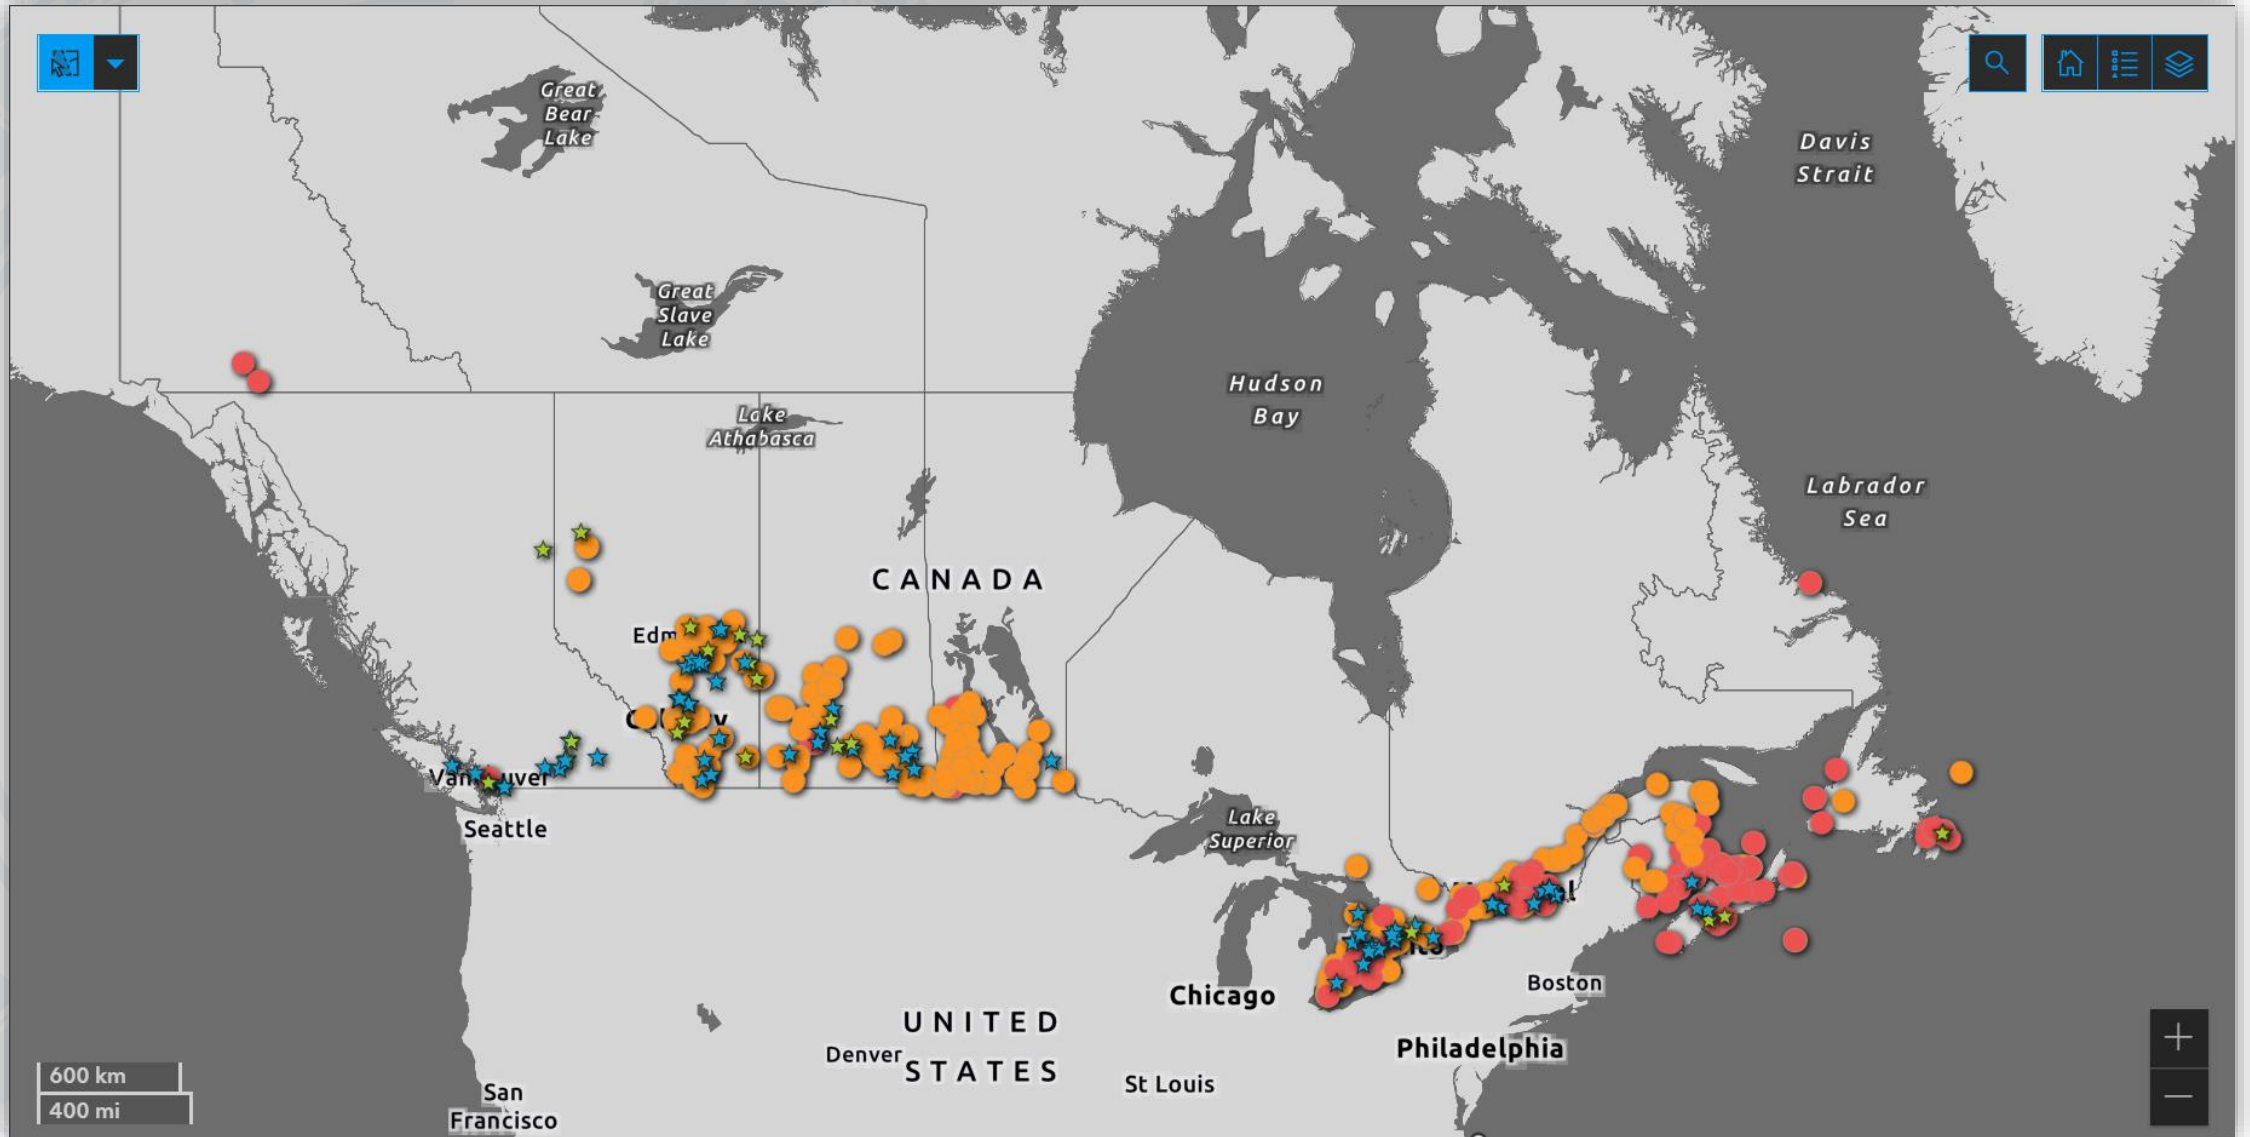 Great
Bear
Lake
Davis
Strait
Great
Slave
Lake
Hudson
Bay
Lake
Athabasca
Labrador
Sea
CANADA
Seattle
Lake
Superior
Boston
Chicago
UNITED
STATES
Philadelphia
Denver
St Louis
600 km
400 mi
San
Francisco